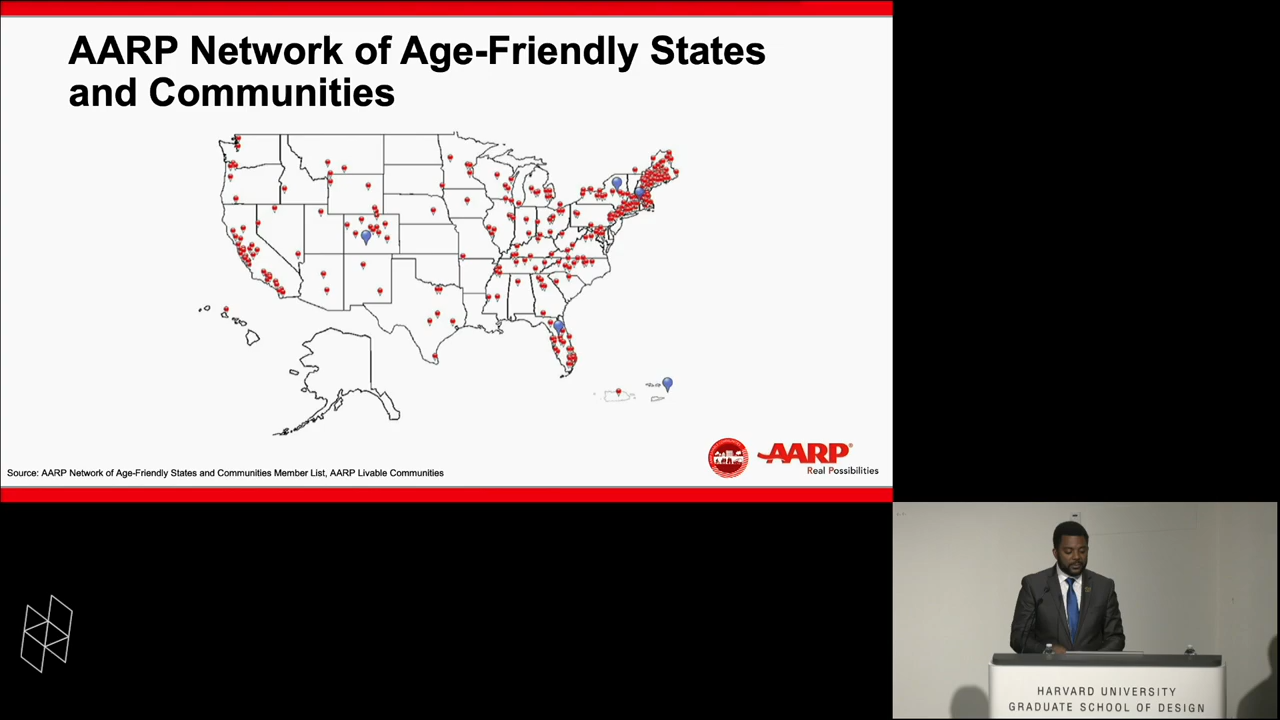 AARP Network of Age-Friendly States
and Communities
AARP
Real Possibilities
Source: AARP Network of Age-Friendly States and Communities Member List, AARP Livable Communities
HARVARD UNIVERSITY
GRADUATE SCHOOL OF DESIGN